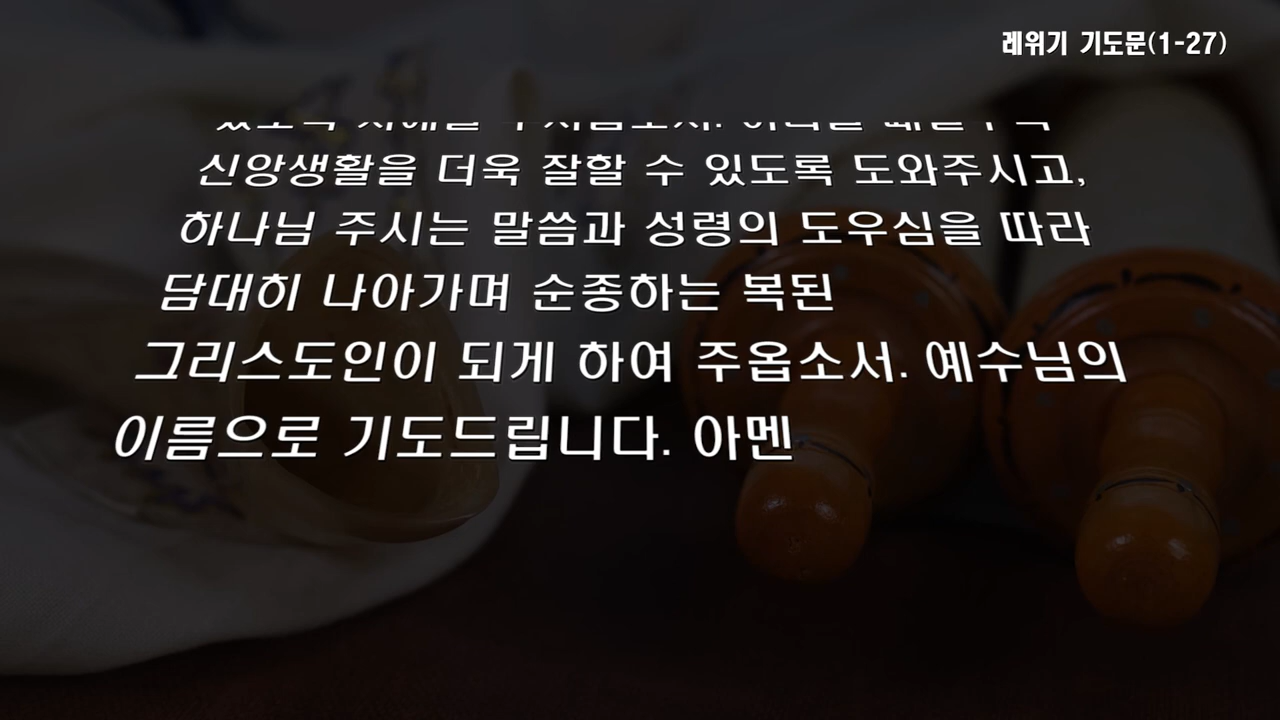 레위기 기도문(1-27)
신앙생활을 더욱 잘할 수 있도록 도와주시고,
하나님 주시는 말씀과 성령의 도우심을 따라
담대히 나아가며 순종하는 복된
그리스도인이 되게 하여 주옵소서. 예수님의
이름으로 기도드립니다. 아멘